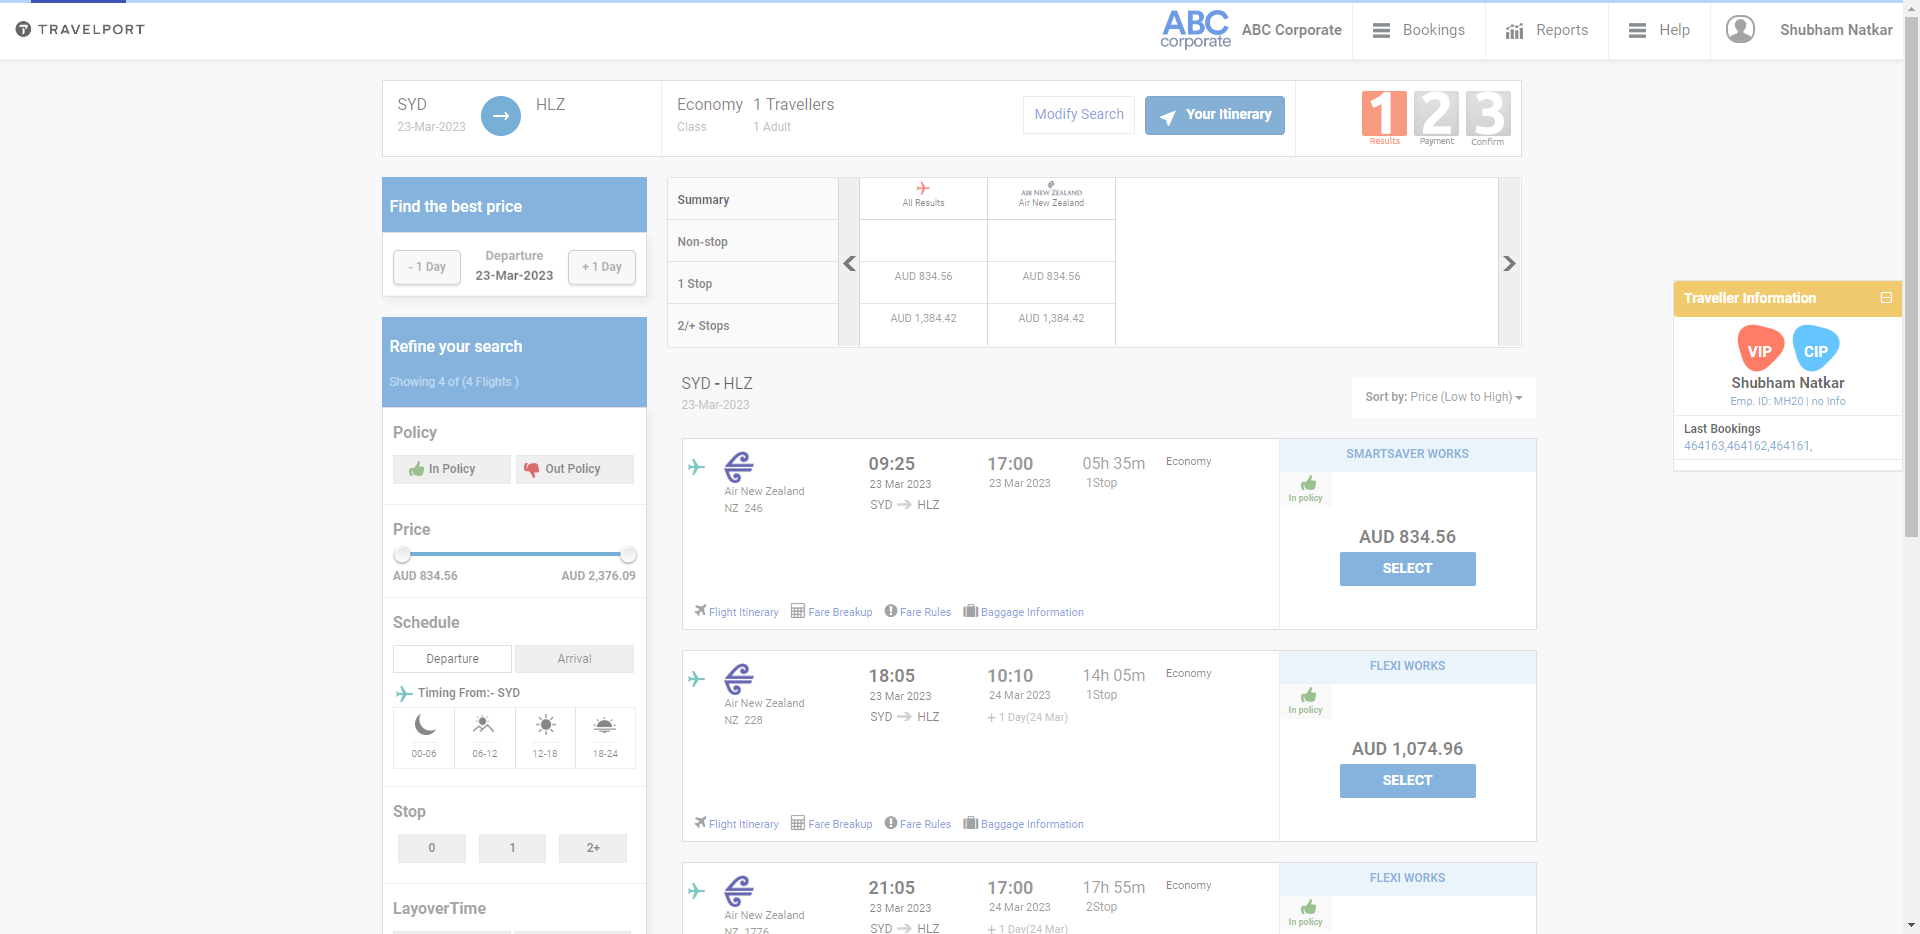 TRAVELPORT
ABC
corporate
ABC Corporate
Bookings
Reports
Help
Shubham Natkar
SYD
HLZ
23-Mar-2023
Economy
1 Travellers
Class
1 Adult
Modify Search
Your Itinerary
1
2
3
Results
Payment
Confirm
Find the best price
- 1 Day
Departure
23-Mar-2023
+ 1 Day
Refine your search
Showing 4 of (4 Flights )
Policy
In Policy
Out Policy
Price
AUD 834.56
AUD 2,376.09
Schedule
Departure
Arrival
Timing From:- SYD
00-06
06-12
12-18
18-24
Stop
0
1
2+
LayoverTime
Summary
All Results
AIR NEW ZEALAND
Air New Zealand
Non-stop
1 Stop
AUD 834.56
AUD 834.56
2/+ Stops
AUD 1,384.42
AUD 1,384.42
SYD - HLZ
23-Mar-2023
Sort by: Price (Low to High)
Air New Zealand
NZ 246
09:25
23 Mar 2023
SYD HLZ
17:00
23 Mar 2023
05h 35m
1Stop
Economy
SMARTSAVER WORKS
In policy
AUD 834.56
SELECT
Flight Itinerary
Fare Breakup
Fare Rules
Baggage Information
Air New Zealand
NZ 228
18:05
23 Mar 2023
SYD HLZ
10:10
24 Mar 2023
+ 1 Day(24 Mar)
14h 05m
1Stop
Economy
FLEXI WORKS
In policy
AUD 1,074.96
SELECT
Flight Itinerary
Fare Breakup
Fare Rules
Baggage Information
Air New Zealand
NZ 1776
21:05
23 Mar 2023
SYD HLZ
17:00
24 Mar 2023
+ 1 Day(24 Mar)
17h 55m
2Stop
Economy
FLEXI WORKS
In policy
Traveller Information
VIP
CIP
Shubham Natkar
Emp. ID: MH20 | no Info
Last Bookings
464163,464162,464161,